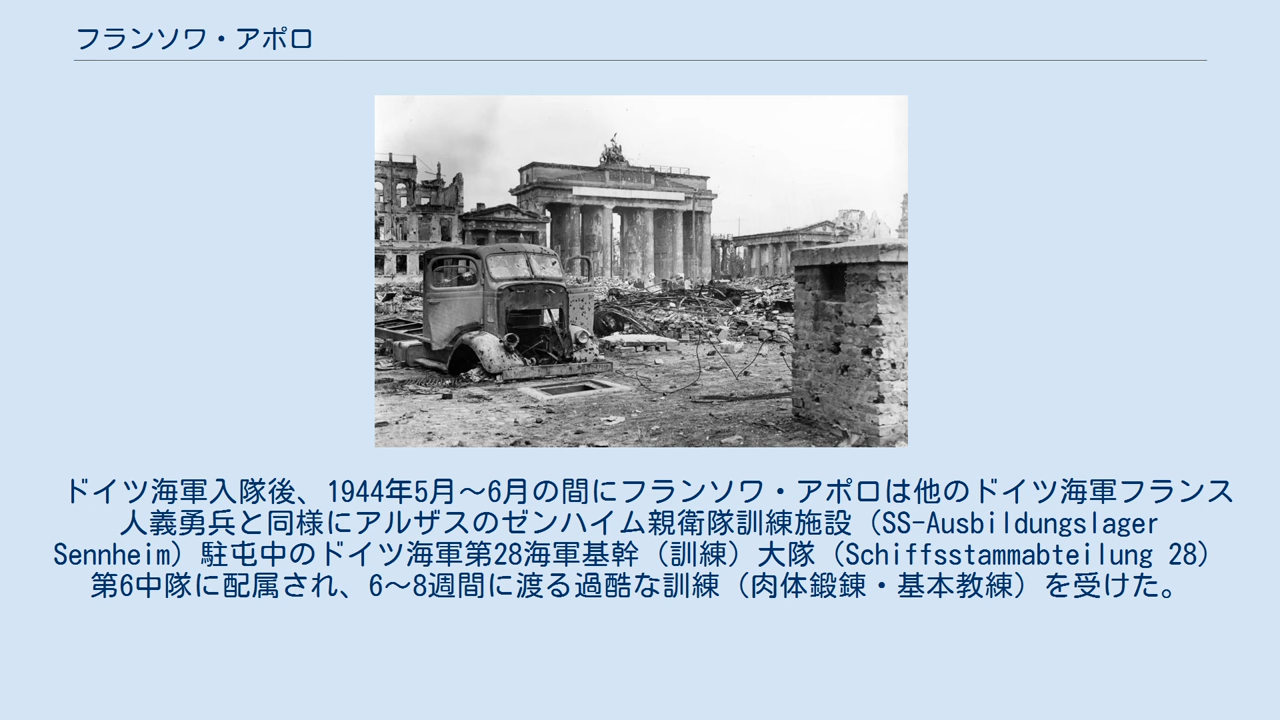 フランソワ・アポロ
ドイツ海軍入隊後、1944年5月～6月の間にフランソワ・アポロは他のドイツ海軍フランス
人義勇兵と同様にアルザスのゼンハイム親衛隊訓練施設（SS-Ausbildungslager
Sennheim）駐屯中のドイツ海軍第28海軍基幹（訓練）大隊（Schiffsstammabteilung 28）
第6中隊に配属され、6～8週間に渡る過酷な訓練（肉体鍛錬・基本教練）を受けた。